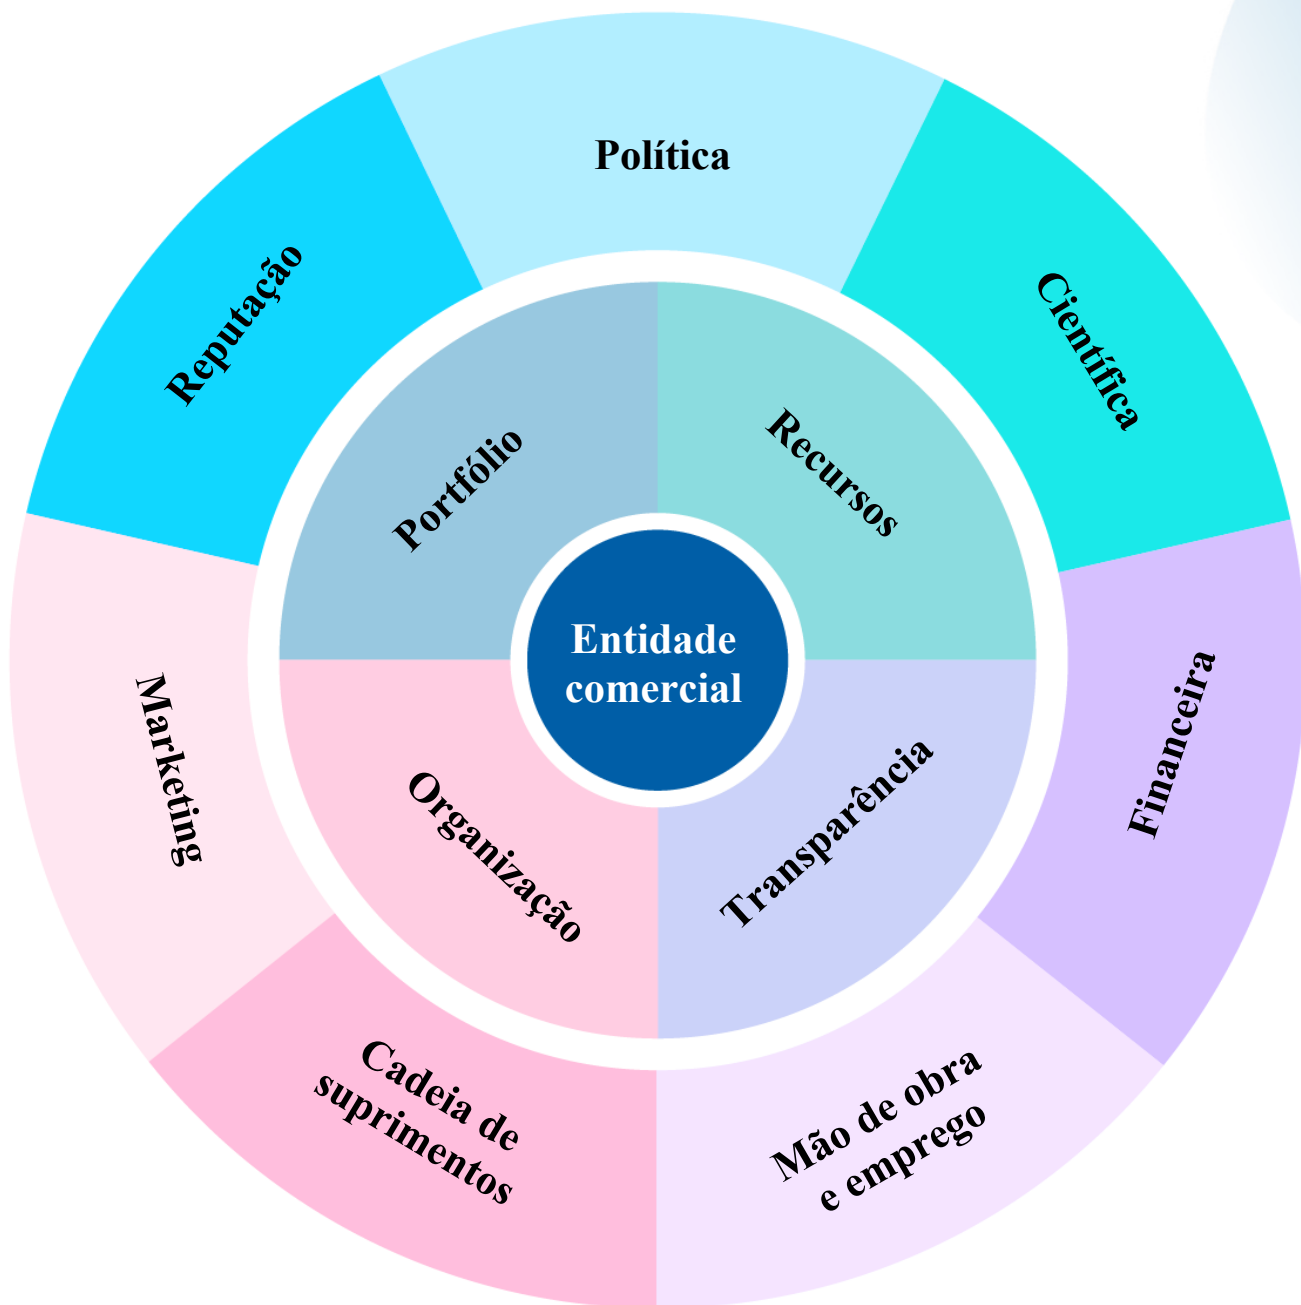 Política
Científica
Financeira
Mão de obra
e emprego
Cadeia de
suprimentos
Marketing
Reputação
Portfólio
Recursos
Transparência
Organização
Entidade
comercial